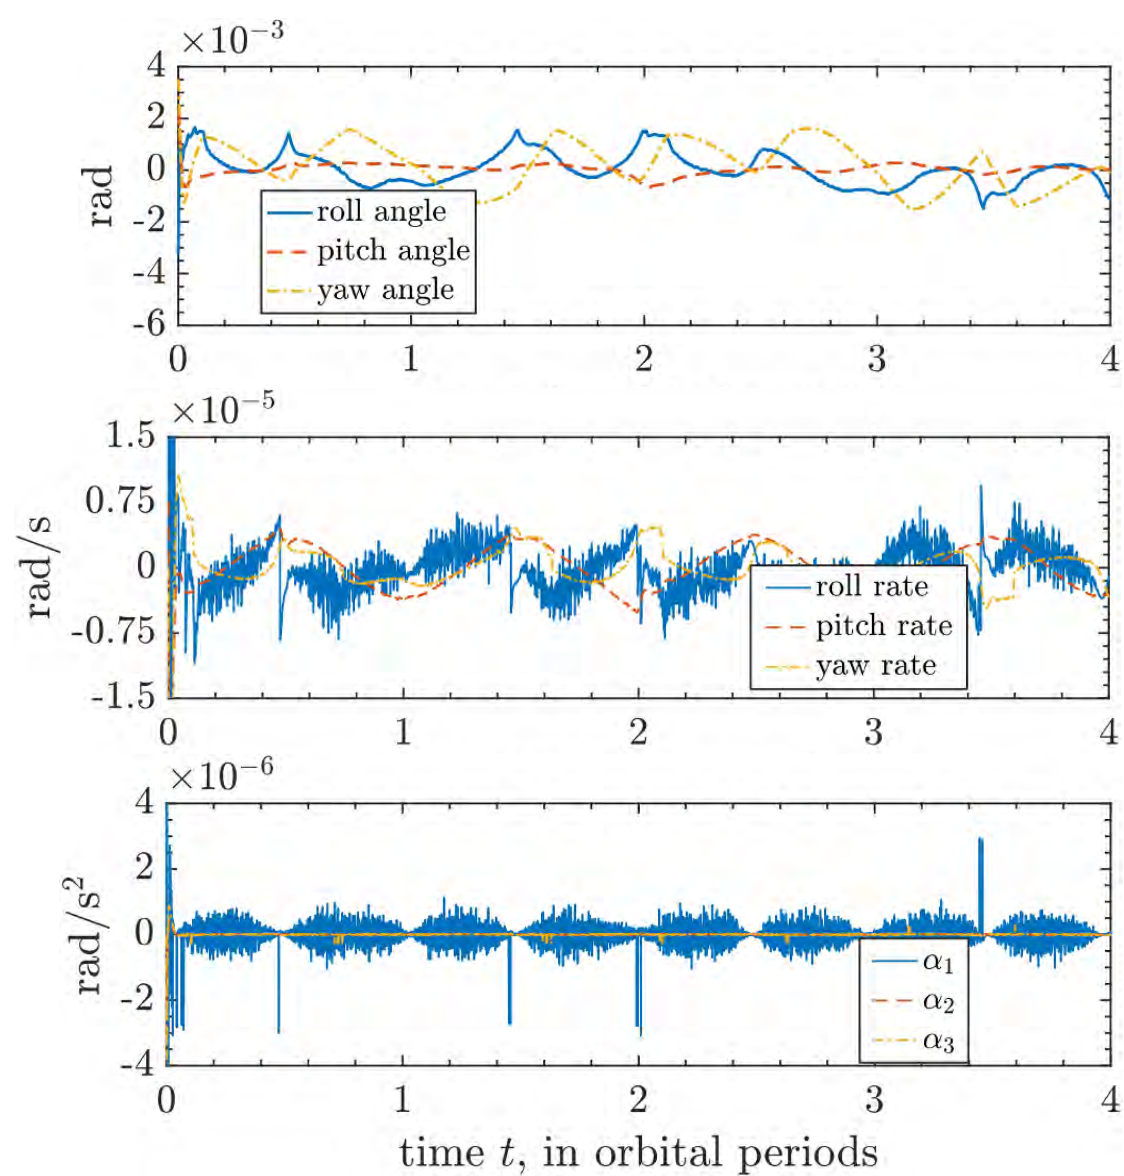 ×10⁻³
4
2
0
-2
-4
-6
rad
roll angle
pitch angle
yaw angle
0 1 2 3 4
×10⁻⁵
1.5
0.75
0
-0.75
-1.5
rad/s
roll rate
pitch rate
yaw rate
0 1 2 3 4
×10⁻⁶
4
2
0
-2
-4
rad/s²
α₁
α₂
α₃
0 1 2 3 4
time t, in orbital periods